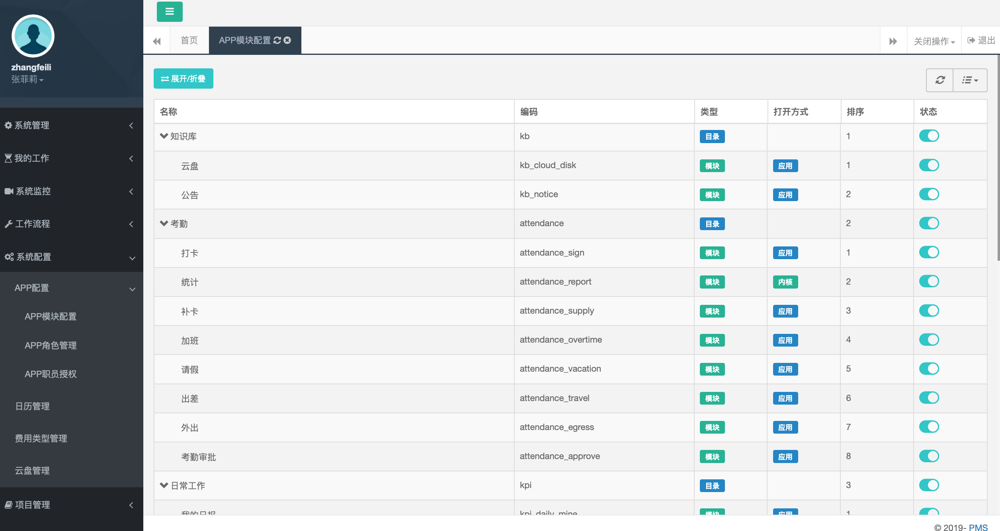 zhangfeili
张菲莉
系统管理
我的工作
系统监控
工作流程
系统配置
APP配置
APP模块配置
APP角色管理
APP职员授权
日历管理
费用类型管理
云盘管理
项目管理
首页 APP模块配置 关闭操作 退出
展开/折叠
名称 编码 类型 打开方式 排序 状态
知识库 kb 目录 1
云盘 kb_cloud_disk 模块 应用 1
公告 kb_notice 模块 应用 2
考勤 attendance 目录 2
打卡 attendance_sign 模块 应用 1
统计 attendance_report 模块 内核 2
补卡 attendance_supply 模块 应用 3
加班 attendance_overtime 模块 应用 4
请假 attendance_vacation 模块 应用 5
出差 attendance_travel 模块 应用 6
外出 attendance_egress 模块 应用 7
考勤审批 attendance_approve 模块 应用 8
日常工作 kpi 目录 3
我的日报 kpi_daily_mine 模块 应用 1
© 2019- PMS